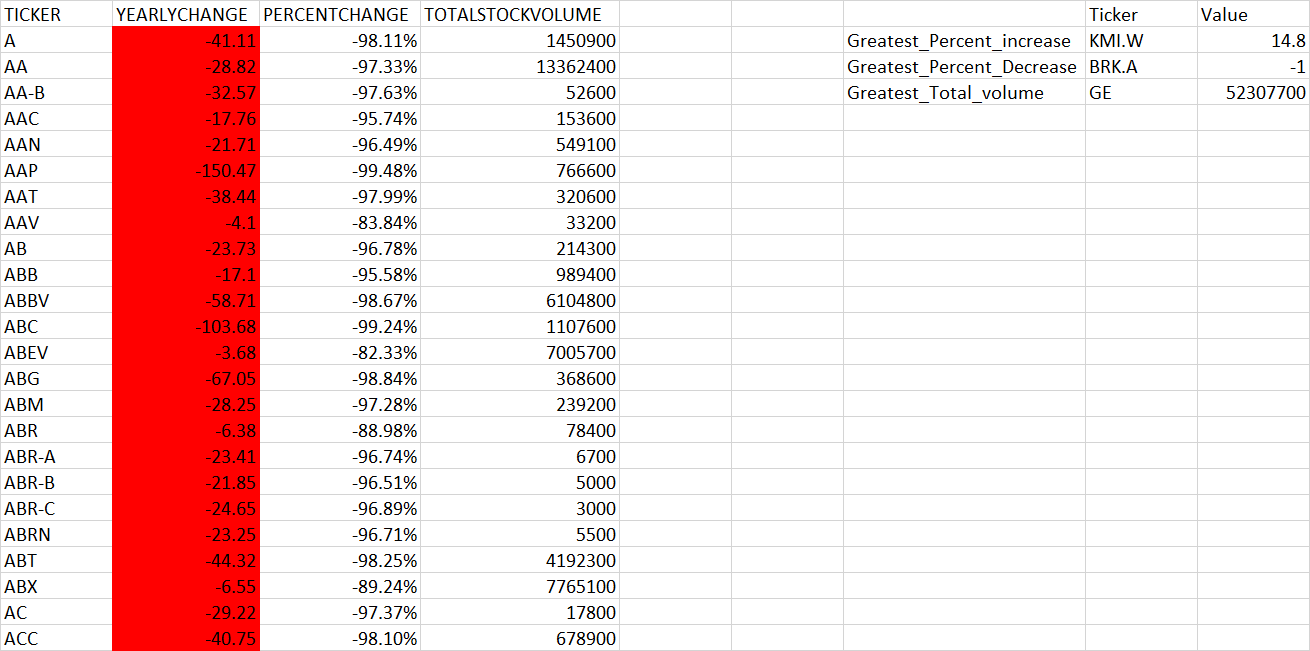 TICKER YEARLYCHANGE PERCENTCHANGE TOTALSTOCKVOLUME Ticker Value
A -41.11 -98.11% 1450900 Greatest_Percent_increase KMI.W 14.8
AA -28.82 -97.33% 13362400 Greatest_Percent_Decrease BRK.A -1
AA-B -32.57 -97.63% 52600 Greatest_Total_volume GE 52307700
AAC -17.76 -95.74% 153600
AAN -21.71 -96.49% 549100
AAP -150.47 -99.48% 766600
AAT -38.44 -97.99% 320600
AAV -4.1 -83.84% 33200
AB -23.73 -96.78% 214300
ABB -17.1 -95.58% 989400
ABBV -58.71 -98.67% 6104800
ABC -103.68 -99.24% 1107600
ABEV -3.68 -82.33% 7005700
ABG -67.05 -98.84% 368600
ABM -28.25 -97.28% 239200
ABR -6.38 -88.98% 78400
ABR-A -23.41 -96.74% 6700
ABR-B -21.85 -96.51% 5000
ABR-C -24.65 -96.89% 3000
ABRN -23.25 -96.71% 5500
ABT -44.32 -98.25% 4192300
ABX -6.55 -89.24% 7765100
AC -29.22 -97.37% 17800
ACC -40.75 -98.10% 678900